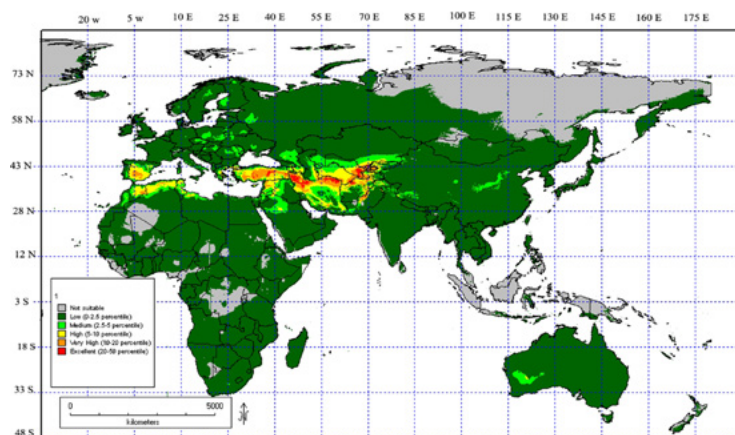 20 W 5 W 10 E 25 E 40 E 55 E 70 E 85 E 100 E 115 E 130 E 145 E 160 E 175 E
73 N
58 N
43 N
28 N
12 N
3 S
18 S
33 S
48 S
Not suitable
Low (0-2.5 percentile)
Medium (2.5-5 percentile)
High (5-10 percentile)
Very High (10-20 percentile)
Excellent (20-50 percentile)
0 5000
kilometers